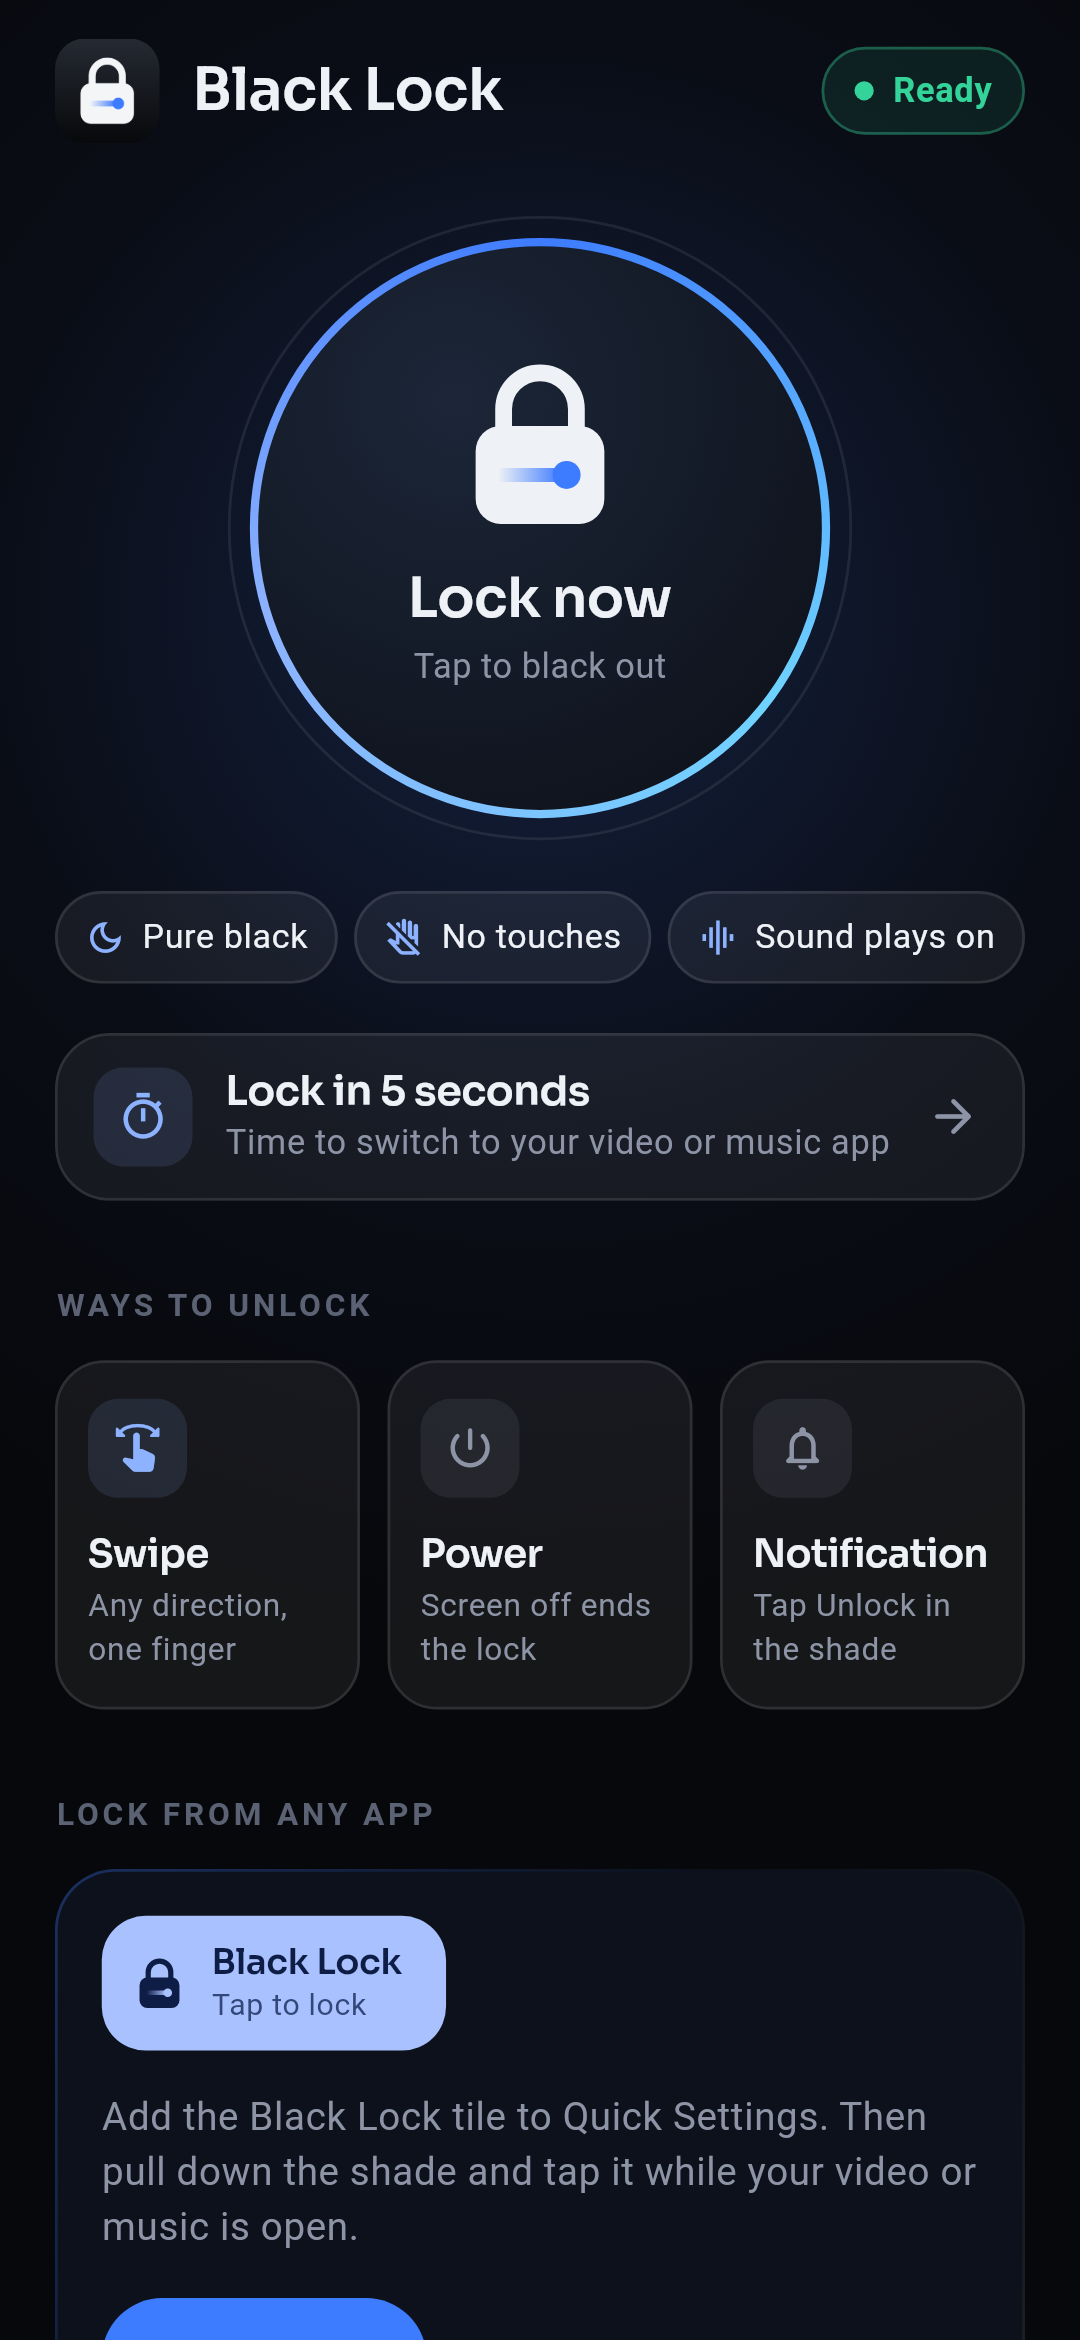 Black Lock
Ready
Lock now
Tap to black out
Pure black
No touches
Sound plays on
Lock in 5 seconds
Time to switch to your video or music app
WAYS TO UNLOCK
Swipe
Any direction,
one finger
Power
Screen off ends
the lock
Notification
Tap Unlock in
the shade
LOCK FROM ANY APP
Black Lock
Tap to lock
Add the Black Lock tile to Quick Settings. Then
pull down the shade and tap it while your video or
music is open.